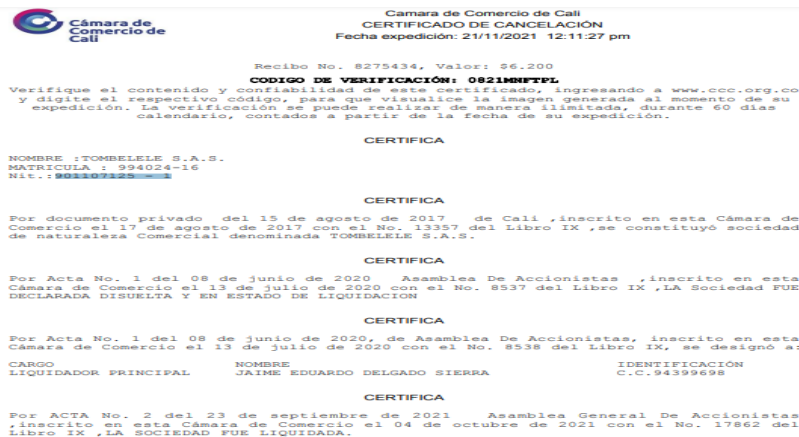 Cámara de
Comercio de
Cali
Camara de Comercio de Cali
CERTIFICADO DE CANCELACIÓN
Fecha expedición: 21/11/2021 12:11:27 pm
Recibo No. 8275434, Valor: $6.200
CODIGO DE VERIFICACIÓN: 0821MNFTPL
Verifique el contenido y confiabilidad de este certificado, ingresando a www.ccc.org.co
y digite el respectivo código, para que visualice la imagen generada al momento de su
expedición. La verificación se puede realizar de manera ilimitada, durante 60 dias
calendario, contados a partir de la fecha de su expedición.
CERTIFICA
NOMBRE :TOMBELELE S.A.S.
MATRICULA : 994024-16
Nit.:901107125 - 1
CERTIFICA
Por documento privado del 15 de agosto de 2017 de Cali ,inscrito en esta Cámara de
Comercio el 17 de agosto de 2017 con el No. 13357 del Libro IX ,se constituyó sociedad
de naturaleza Comercial denominada TOMBELELE S.A.S.
CERTIFICA
Por Acta No. 1 del 08 de junio de 2020 Asamblea De Accionistas ,inscrito en esta
Cámara de Comercio el 13 de julio de 2020 con el No. 8537 del Libro IX ,LA Sociedad FUE
DECLARADA DISUELTA Y EN ESTADO DE LIQUIDACION
CERTIFICA
Por Acta No. 1 del 08 de junio de 2020, de Asamblea De Accionistas, inscrito en esta
Cámara de Comercio el 13 de julio de 2020 con el No. 8538 del Libro IX, se designó a:
CARGO NOMBRE IDENTIFICACIÓN
LIQUIDADOR PRINCIPAL JAIME EDUARDO DELGADO SIERRA C.C.94399698
CERTIFICA
Por ACTA No. 2 del 23 de septiembre de 2021 Asamblea General De Accionistas
,inscrito en esta Cámara de Comercio el 04 de octubre de 2021 con el No. 17862 del
Libro IX ,LA SOCIEDAD FUE LIQUIDADA.